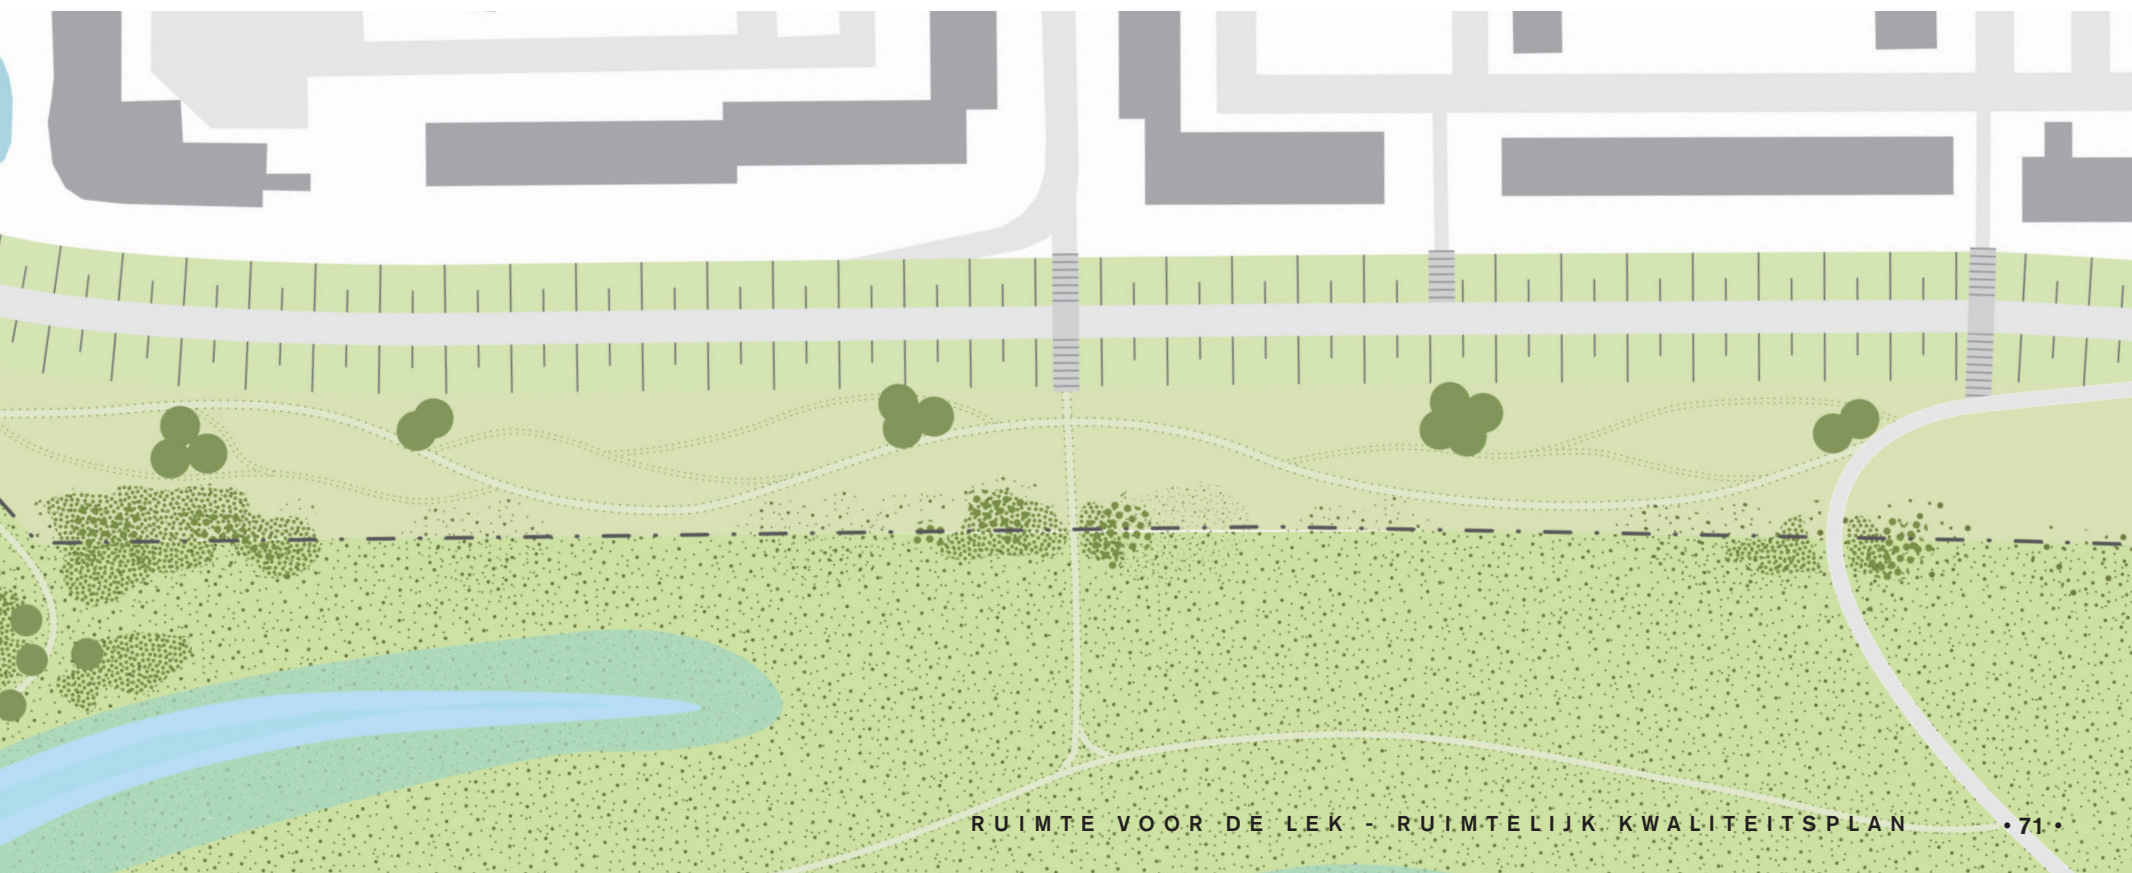 RUIMTE VOOR DE LEK - RUIMTELIJK KWALITEITSPLAN • 71 •